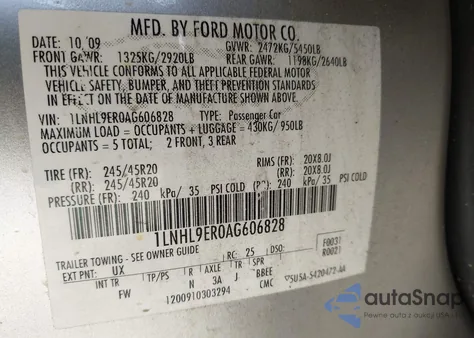 MFD. BY FORD MOTOR CO.
DATE: 10/09 GVWR: 2472KG/5450LB
FRONT GAWR: 1325KG/2920LB REAR GAWR: 1198KG/2640LB
THIS VEHICLE CONFORMS TO ALL APPLICABLE FEDERAL MOTOR
VEHICLE SAFETY, BUMPER, AND THEFT PREVENTION STANDARDS
IN EFFECT ON THE DATE OF MANUFACTURE SHOWN ABOVE.
VIN: 1LNHL9ER0AG606828 TYPE: Passenger Car
MAXIMUM LOAD = OCCUPANTS + LUGGAGE = 430KG/950LB
OCCUPANTS = 5 TOTAL; 2 FRONT, 3 REAR
TIRE (FR): 245/45R20 RIMS (FR): 20X8.0J
TIRE (RR): 245/45R20 (RR): 20X8.0J
PRESSURE (FR): 240 kPa/ 35 PSI COLD (RR): 240 kPa/ 35 PSI COLD
1LNHL9ER0AG606828
TRAILER TOWING - SEE OWNER GUIDE
F0031
R0021
EXT PNT: UX RC: 25 DSO:
INT TR TP/PS R AXLE TR SPR
FW N 3A J BBEE
1200910303294 CMC
autoSnap